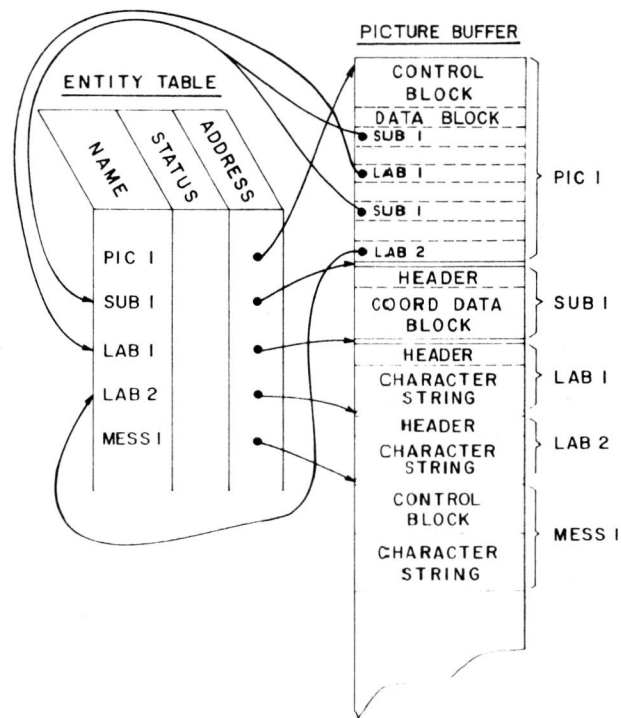 PICTURE BUFFER
ENTITY TABLE
NAME
STATUS
ADDRESS
PIC 1
SUB 1
LAB 1
LAB 2
MESS 1
CONTROL
BLOCK
DATA BLOCK
SUB 1
LAB 1
SUB 1
LAB 2
HEADER
COORD DATA
BLOCK
HEADER
CHARACTER
STRING
HEADER
CHARACTER
STRING
CONTROL
BLOCK
CHARACTER
STRING
PIC 1
SUB 1
LAB 1
LAB 2
MESS 1